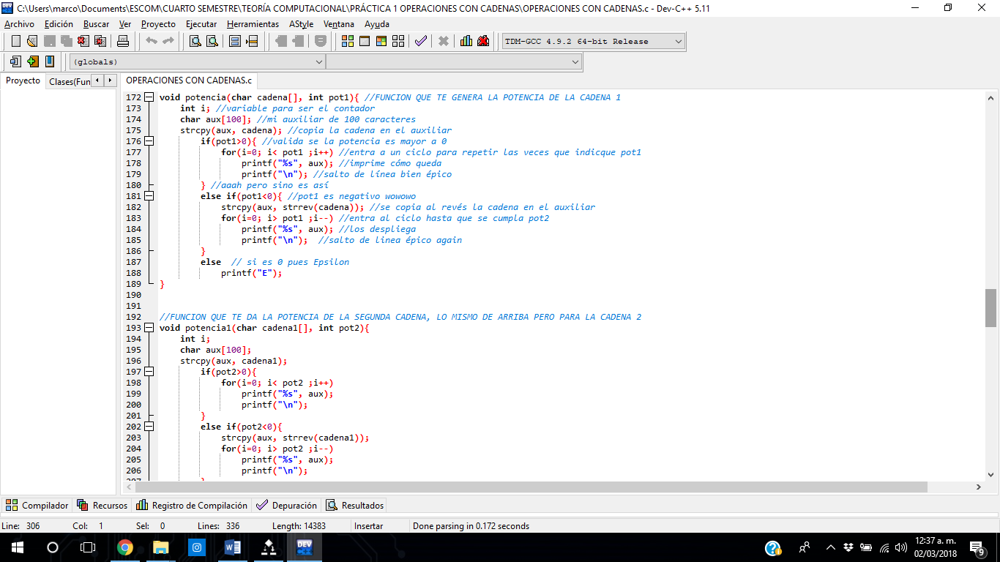 C:\Users\marco\Documents\ESCOM\CUARTO SEMESTRE\TEORÍA COMPUTACIONAL\PRÁCTICA 1 OPERACIONES CON CADENAS\OPERACIONES CON CADENAS.c - Dev-C++ 5.11
Archivo Edición Buscar Ver Proyecto Ejecutar Herramientas AStyle Ventana Ayuda
TDM-GCC 4.9.2 64-bit Release
(globals)
Proyecto Clases(Fun OPERACIONES CON CADENAS.c
172 void potencia(char cadena[], int pot1){ //FUNCION QUE TE GENERA LA POTENCIA DE LA CADENA 1
173 int i; //variable para ser el contador
174 char aux[100]; //mi auxiliar de 100 caracteres
175 strcpy(aux, cadena); //copia la cadena en el auxiliar
176 if(pot1>0){ //valida se la potencia es mayor a 0
177 for(i=0; i< pot1 ;i++) //entra a un ciclo para repetir las veces que indicque pot1
178 printf("%s", aux); //imprime cómo queda
179 printf("\n"); //salto de línea bien épico
180 } //aaah pero sino es así
181 else if(pot1<0){ //pot1 es negativo wowowo
182 strcpy(aux, strrev(cadena)); //se copia al revés la cadena en el auxiliar
183 for(i=0; i> pot1 ;i--) //entra al ciclo hasta que se cumpla pot2
184 printf("%s", aux); //los despliega
185 printf("\n"); //salto de linea épico again
186 }
187 else // si es 0 pues Epsilon
188 printf("E");
189 }
190
191
192 //FUNCION QUE TE DA LA POTENCIA DE LA SEGUNDA CADENA, LO MISMO DE ARRIBA PERO PARA LA CADENA 2
193 void potencia1(char cadena1[], int pot2){
194 int i;
195 char aux[100];
196 strcpy(aux, cadena1);
197 if(pot2>0){
198 for(i=0; i< pot2 ;i++)
199 printf("%s", aux);
200 printf("\n");
201 }
202 else if(pot2<0){
203 strcpy(aux, strrev(cadena1));
204 for(i=0; i> pot2 ;i--)
205 printf("%s", aux);
206 printf("\n");
207 }
Compilador Recursos Registro de Compilación Depuración Resultados
Line: 306 Col: 1 Sel: 0 Lines: 336 Length: 14383 Insertar Done parsing in 0.172 seconds
12:37 a. m.
02/03/2018
9